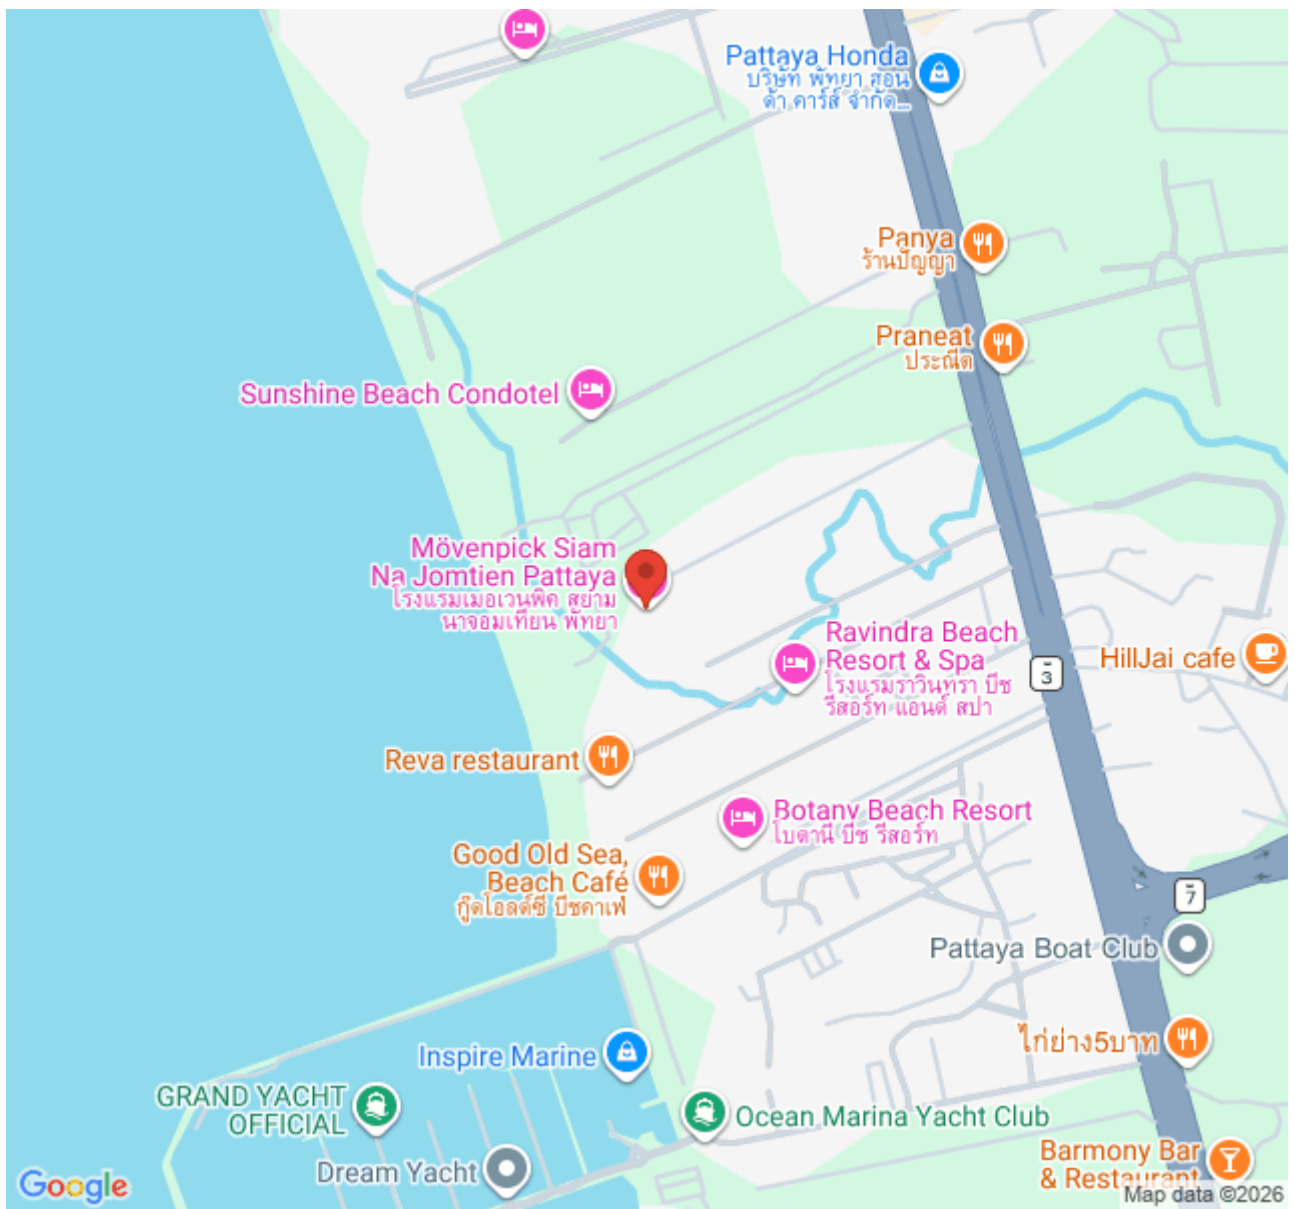 Pattaya Honda
บริษัท พัทยา ฮอน
ด้า คาร์ส์ จำกัด...
Panya
ร้านปัญญา
Praneat
ประณีต
Sunshine Beach Condotel
Mövenpick Siam
Na Jomtien Pattaya
โรงแรมเมอเวนพิค สยาม
นาจอมเทียน พัทยา
Ravindra Beach
Resort & Spa
โรงแรมราวินทรา บีช
รีสอร์ท แอนด์ สปา
3
HillJai cafe
Reva restaurant
Botany Beach Resort
โบตานี บีช รีสอร์ท
Good Old Sea,
Beach Café
กู๊ดโอลด์ซี บีชคาเฟ่
7
Pattaya Boat Club
ไก่ย่าง5บาท
Inspire Marine
GRAND YACHT
OFFICIAL
Ocean Marina Yacht Club
Dream Yacht
Barmony Bar
& Restaurant
Google
Map data ©2026